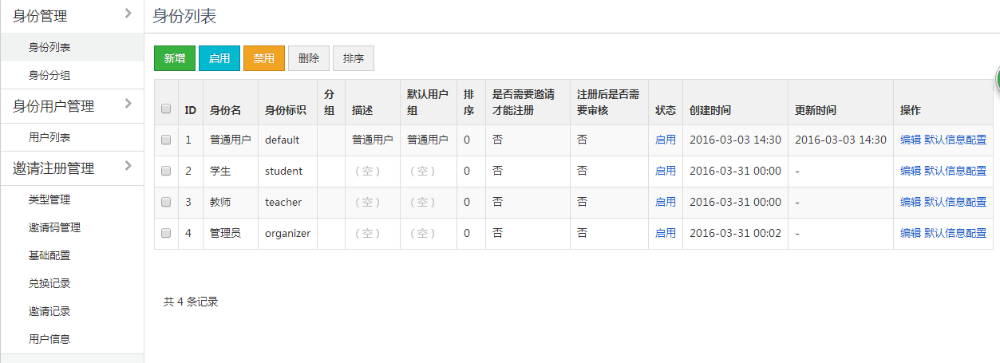 身份管理
身份列表
身份分组
身份用户管理
用户列表
邀请注册管理
类型管理
邀请码管理
基础配置
兑换记录
邀请记录
用户信息
身份列表
新增 启用 禁用 删除 排序
ID 身份名 身份标识 分组 描述 默认用户组 排序 是否需要邀请才能注册 注册后是否需要审核 状态 创建时间 更新时间 操作
1 普通用户 default 普通用户 普通用户 0 否 否 启用 2016-03-03 14:30 2016-03-03 14:30 编辑 默认信息配置
2 学生 student （空） （空） 0 否 否 启用 2016-03-31 00:00 - 编辑 默认信息配置
3 教师 teacher （空） （空） 0 否 否 启用 2016-03-31 00:00 - 编辑 默认信息配置
4 管理员 organizer （空） （空） 0 否 否 启用 2016-03-31 00:02 - 编辑 默认信息配置
共 4 条记录